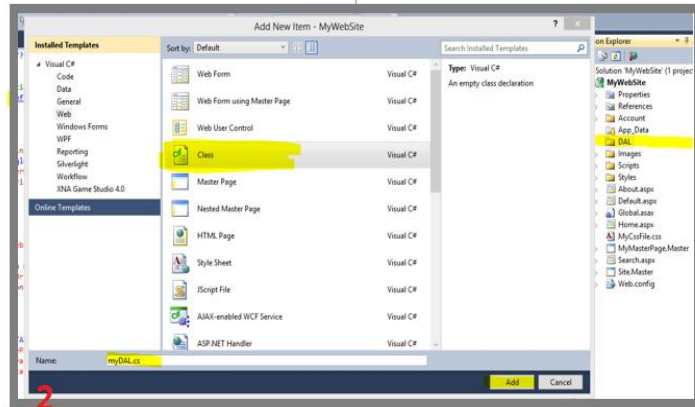 Add New Item - MyWebSite
?
Installed Templates
Visual C#
Code
Data
General
Web
Windows Forms
WPF
Reporting
Silverlight
Workflow
XNA Game Studio 4.0
Online Templates
Sort by: Default
Search Installed Templates
Web Form Visual C#
Web Form using Master Page Visual C#
Web User Control Visual C#
Class Visual C#
Master Page Visual C#
Nested Master Page Visual C#
HTML Page Visual C#
Style Sheet Visual C#
JScript File Visual C#
AJAX-enabled WCF Service Visual C#
ASP.NET Handler Visual C#
Type: Visual C#
An empty class declaration
Name: myDAL.cs
Add Cancel
2
on Explorer
Solution 'MyWebSite' (1 projec
MyWebSite
Properties
References
Account
App_Data
DAL
Images
Scripts
Styles
About.aspx
Default.aspx
Global.asax
Home.aspx
MyCssFile.css
MyMasterPage.Master
Search.aspx
Site.Master
Web.config